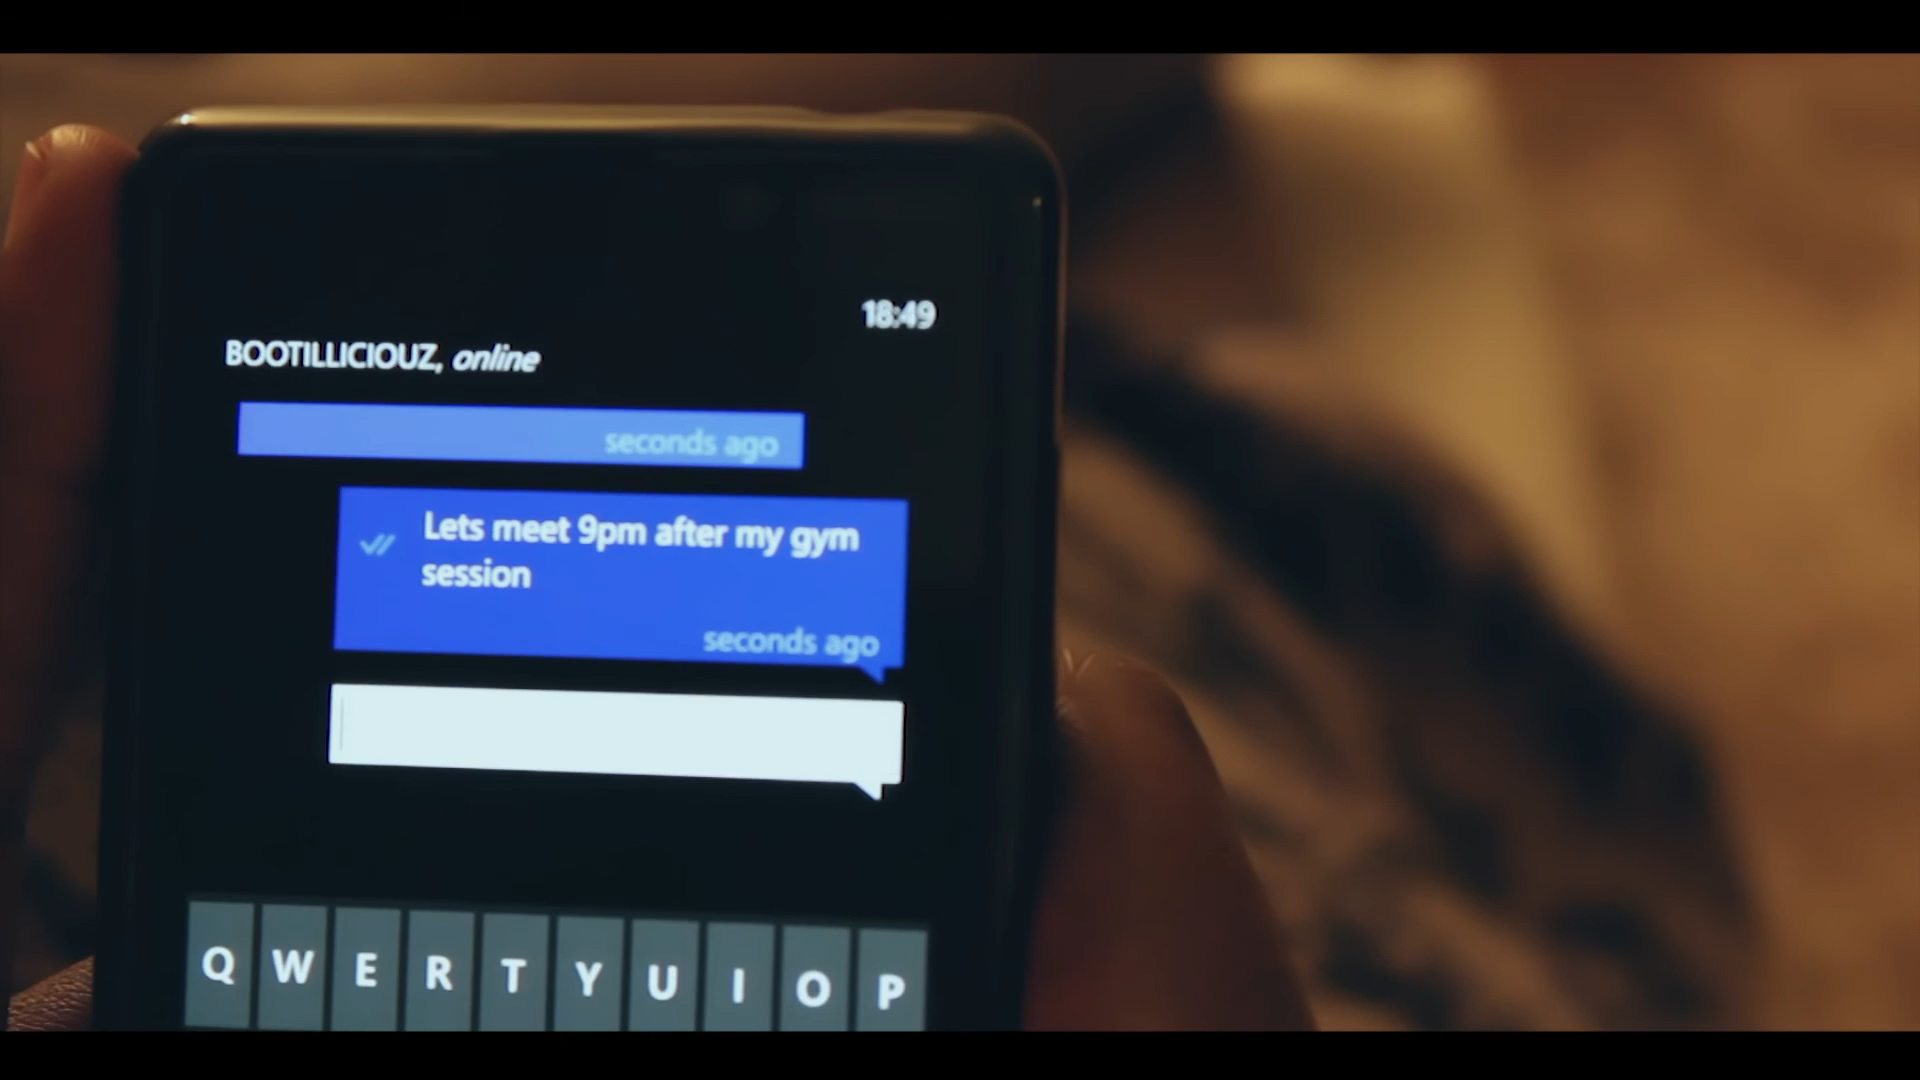 18:49
BOOTILLICIOUZ, online
seconds ago
Lets meet 9pm after my gym
session
seconds ago
Q W E R T Y U I O P